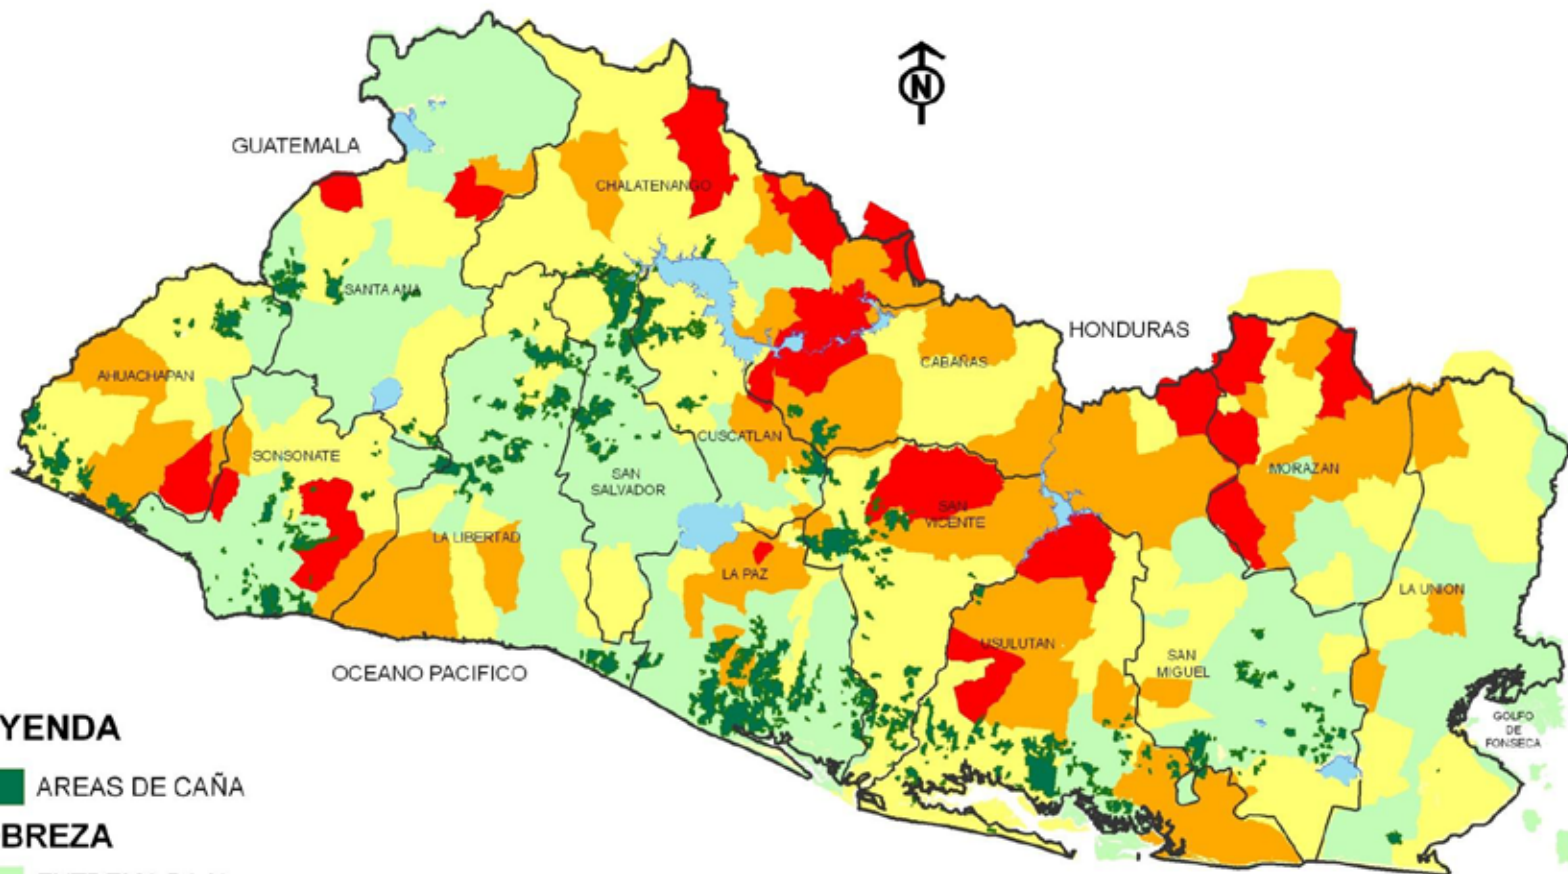 N
GUATEMALA
CHALATENANGO
SANTA ANA
HONDURAS
CABAÑAS
AHUACHAPAN
CUSCATLAN
SONSONATE
MORAZAN
SAN
SALVADOR
SAN
VICENTE
LA LIBERTAD
LA PAZ
LA UNION
USULUTAN
SAN
MIGUEL
OCEANO PACIFICO
GOLFO
DE
FONSECA
YENDA
AREAS DE CAÑA
BREZA